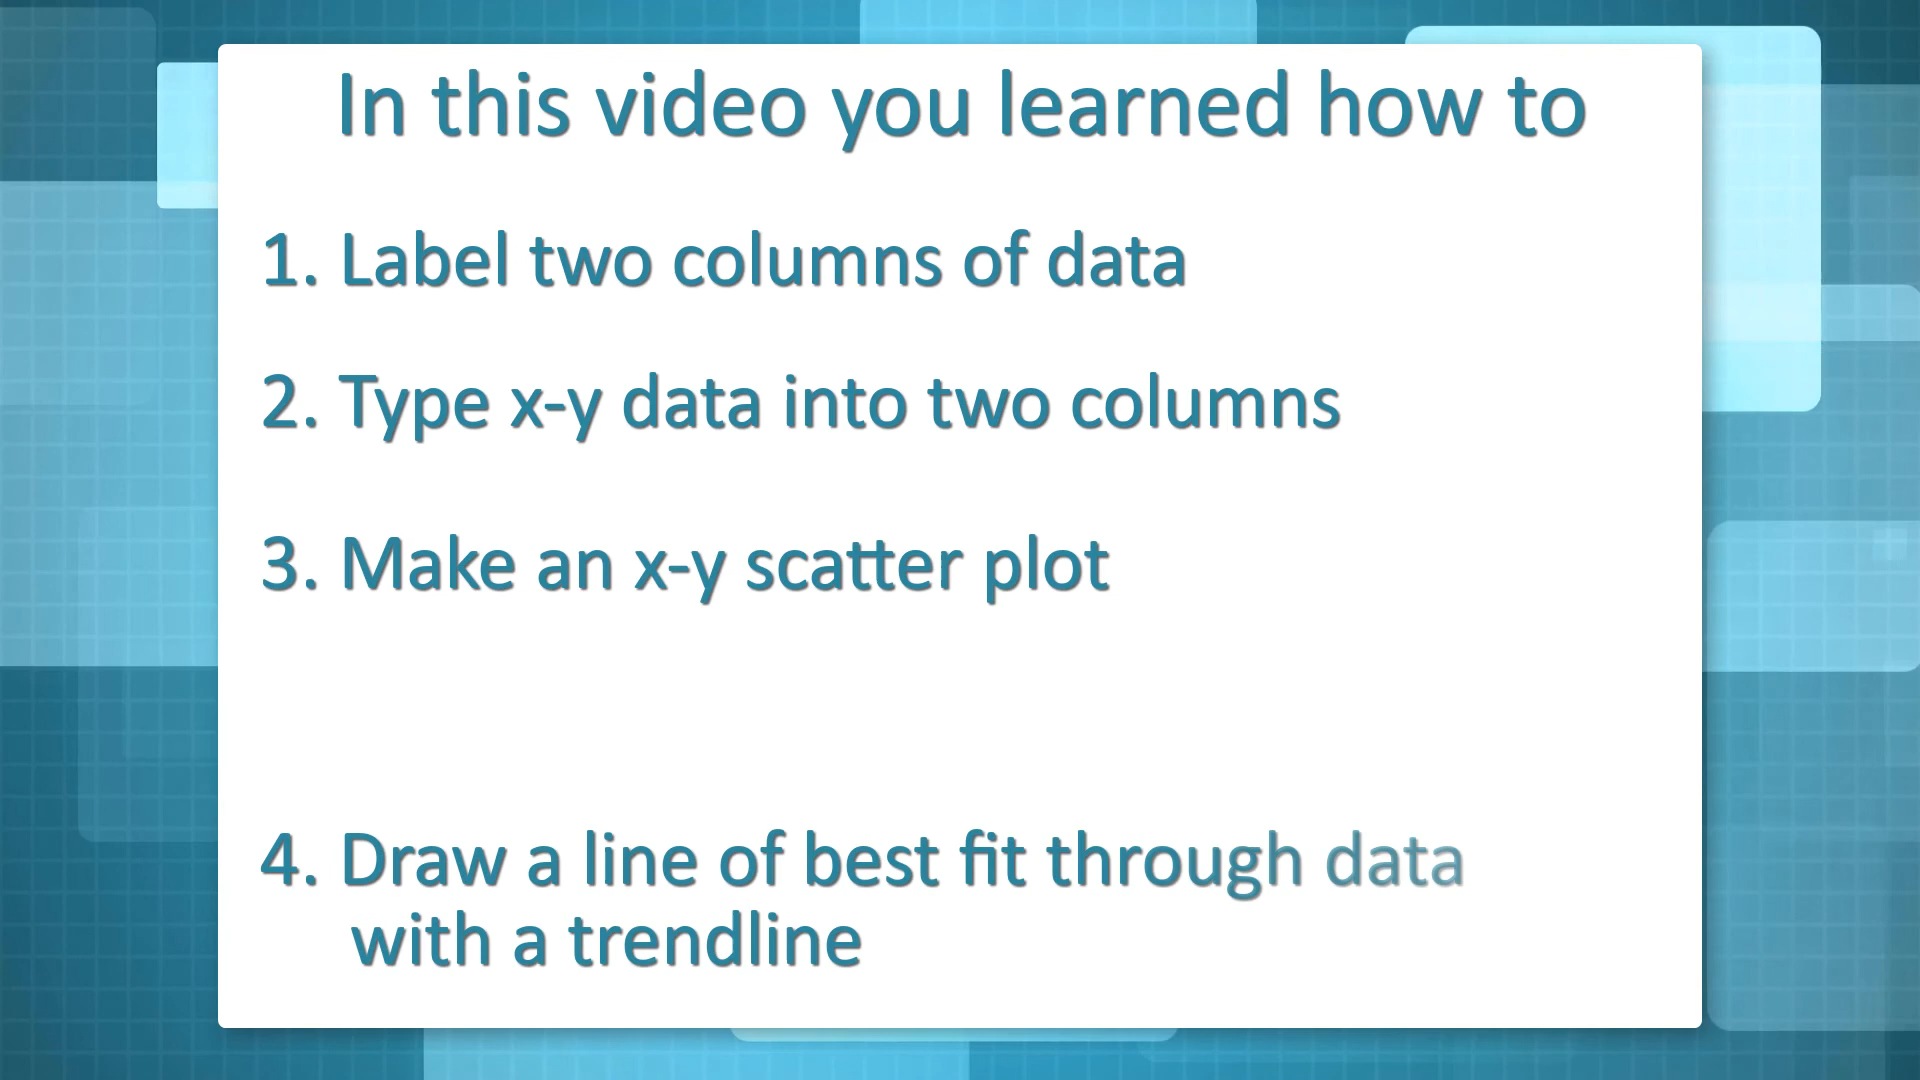 In this video you learned how to
1. Label two columns of data
2. Type x-y data into two columns
3. Make an x-y scatter plot
4. Draw a line of best fit through data
with a trendline